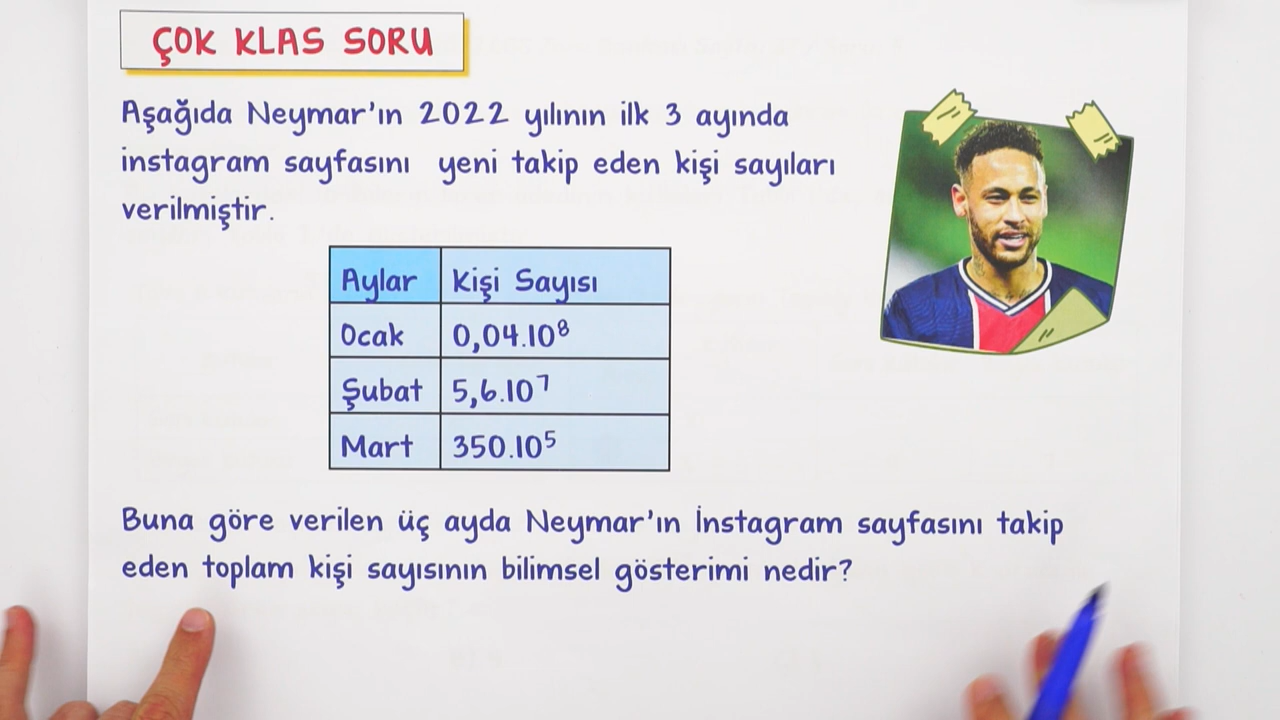 ÇOK KLAS SORU
Aşağıda Neymar'ın 2022 yılının ilk 3 ayında
instagram sayfasını yeni takip eden kişi sayıları
verilmiştir.
Aylar Kişi Sayısı
Ocak 0,04.10⁸
Şubat 5,6.10⁷
Mart 350.10⁵
Buna göre verilen üç ayda Neymar'ın İnstagram sayfasını takip
eden toplam kişi sayısının bilimsel gösterimi nedir?